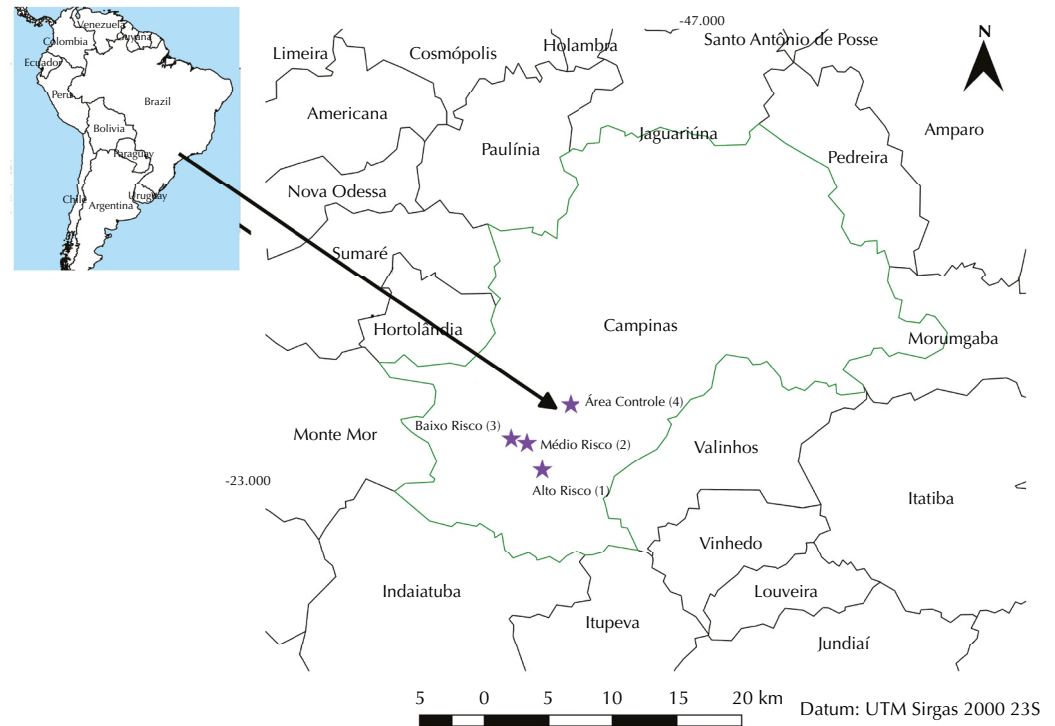 -47.000
N
Venezuela
Guyana
Colombia
Ecuador
Peru
Brazil
Bolivia
Paraguay
Chile
Uruguay
Argentina
Limeira
Cosmópolis
Holambra
Santo Antônio de Posse
Americana
Jaguariúna
Amparo
Paulínia
Pedreira
Nova Odessa
Sumaré
Hortolândia
Campinas
Morumgaba
Área Controle (4)
Baixo Risco (3)
Monte Mor
Médio Risco (2)
Valinhos
-23.000
Alto Risco (1)
Itatiba
Vinhedo
Indaiatuba
Louveira
Itupeva
Jundiaí
5 0 5 10 15 20 km
Datum: UTM Sirgas 2000 23S